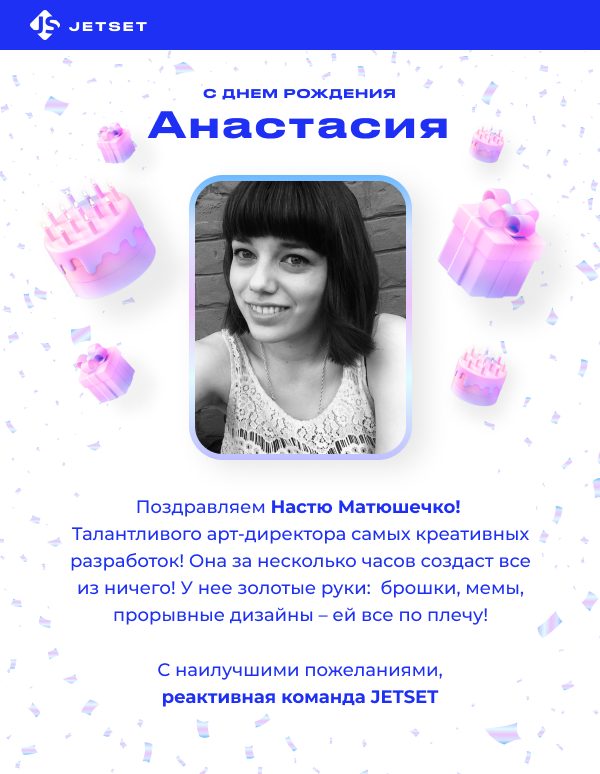 JS JETSET
С ДНЕМ РОЖДЕНИЯ
Анастасия
Поздравляем Настю Матюшечко!
Талантливого арт-директора самых креативных
разработок! Она за несколько часов создаст все
из ничего! У нее золотые руки: брошки, мемы,
прорывные дизайны – ей все по плечу!
С наилучшими пожеланиями,
реактивная команда JETSET